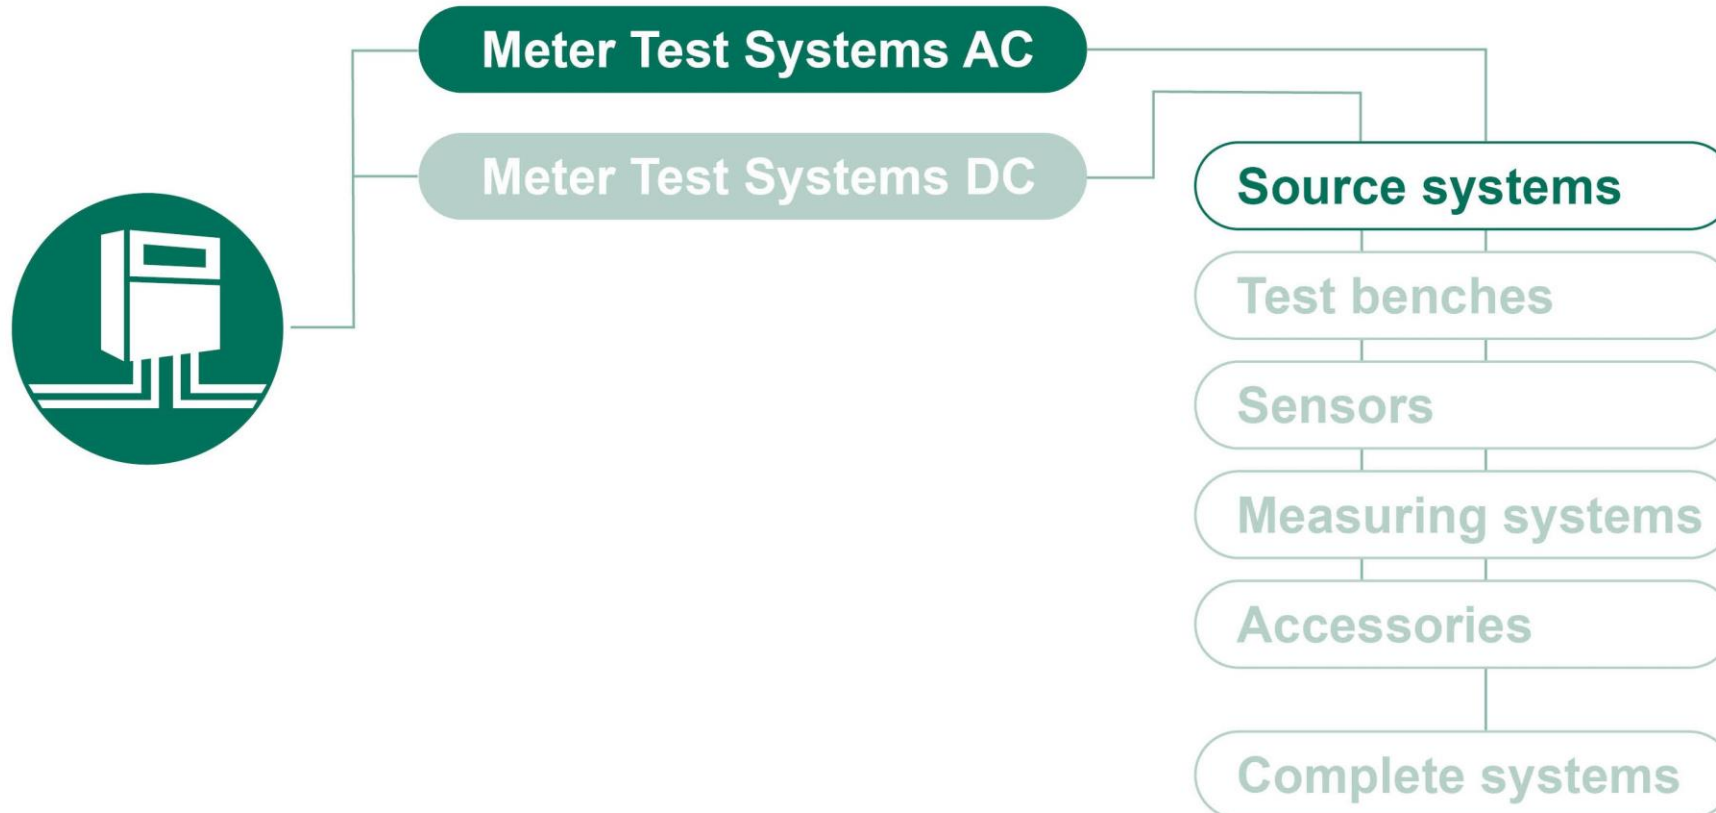 Meter Test Systems AC
Meter Test Systems DC
Source systems
Test benches
Sensors
Measuring systems
Accessories
Complete systems